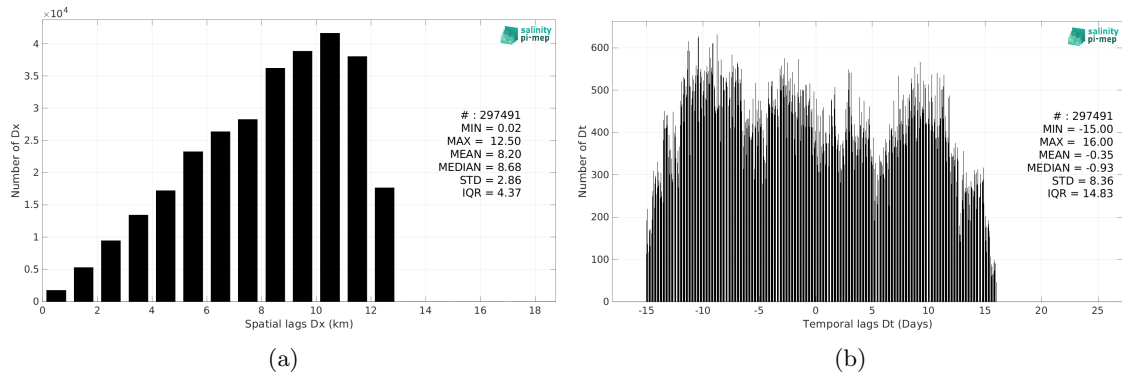 ×10⁴
4
3.5
3
2.5
2
1.5
1
0.5
0
Number of Dx
0 2 4 6 8 10 12 14 16 18
Spatial lags Dx (km)
salinity
pi-mep
# : 297491
MIN = 0.02
MAX = 12.50
MEAN = 8.20
MEDIAN = 8.68
STD = 2.86
IQR = 4.37
(a)
600
500
400
300
200
100
0
Number of Dt
-15 -10 -5 0 5 10 15 20 25
Temporal lags Dt (Days)
salinity
pi-mep
# : 297491
MIN = -15.00
MAX = 16.00
MEAN = -0.35
MEDIAN = -0.93
STD = 8.36
IQR = 14.83
(b)